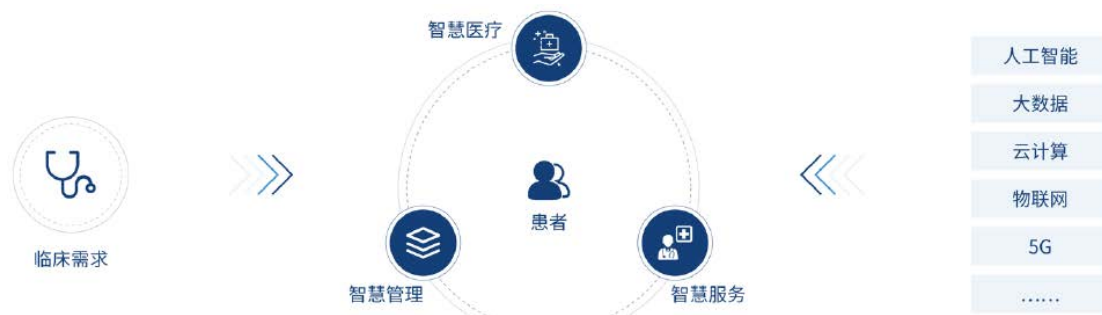 智慧医疗
人工智能
大数据
云计算
物联网
5G
……
临床需求
患者
智慧管理
智慧服务